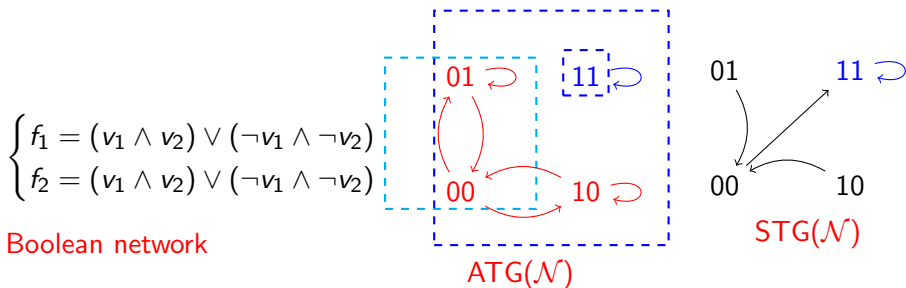 f₁ = (v₁ ∧ v₂) ∨ (¬v₁ ∧ ¬v₂)
f₂ = (v₁ ∧ v₂) ∨ (¬v₁ ∧ ¬v₂)
Boolean network
01 11
00 10
ATG(𝒩)
01 11
00 10
STG(𝒩)